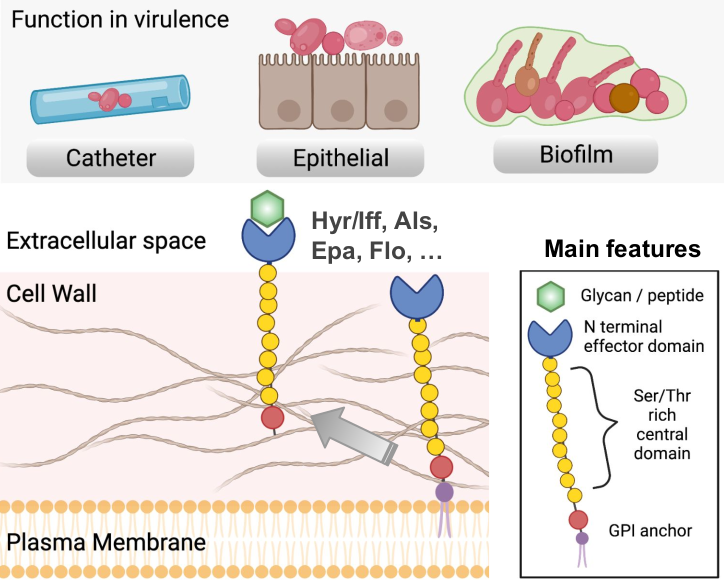 Function in virulence
Catheter
Epithelial
Biofilm
Extracellular space
Hyr/Iff, Als,
Epa, Flo, ...
Cell Wall
Plasma Membrane
Main features
Glycan / peptide
N terminal
effector domain
Ser/Thr
rich
central
domain
GPI anchor